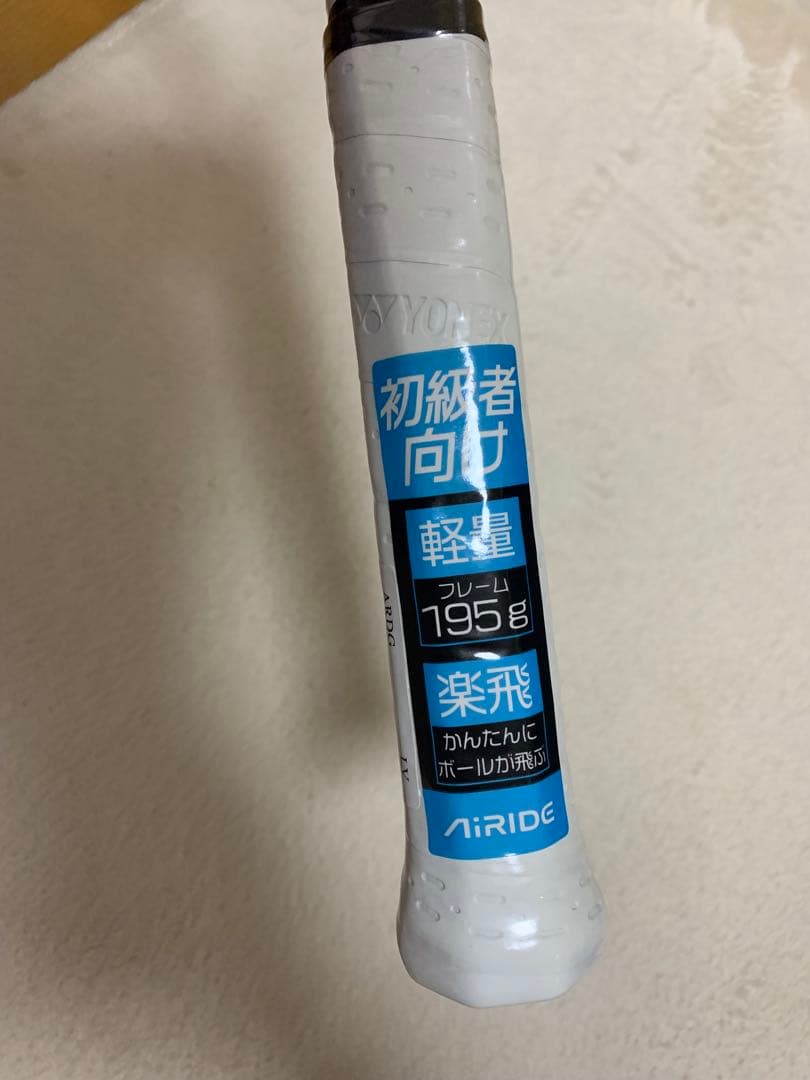 YONEX
初級者
向け
軽量
フレーム
195g
楽飛
かんたんに
ボールが飛ぶ
AiRIDE
ARDG